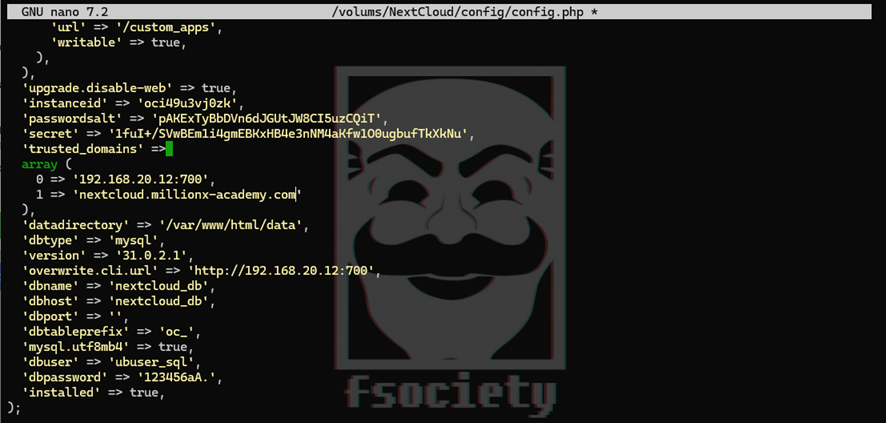 GNU nano 7.2 /volums/NextCloud/config/config.php *
'url' => '/custom_apps',
'writable' => true,
),
),
'upgrade.disable-web' => true,
'instanceid' => 'oci49u3vj0zk',
'passwordsalt' => 'pAKExTyBbDVn6dJGUtJW8CI5uzCQiT',
'secret' => '1fuI+/SVwBEm1i4gmEBKxHB4e3nNM4aKfw1O0ugbufTkXkNu',
'trusted_domains' =>
array (
0 => '192.168.20.12:700',
1 => 'nextcloud.millionx-academy.com'
),
'datadirectory' => '/var/www/html/data',
'dbtype' => 'mysql',
'version' => '31.0.2.1',
'overwrite.cli.url' => 'http://192.168.20.12:700',
'dbname' => 'nextcloud_db',
'dbhost' => 'nextcloud_db',
'dbport' => '',
'dbtableprefix' => 'oc_',
'mysql.utf8mb4' => true,
'dbuser' => 'ubuser_sql',
'dbpassword' => '123456aA.',
'installed' => true,
);
fsociety